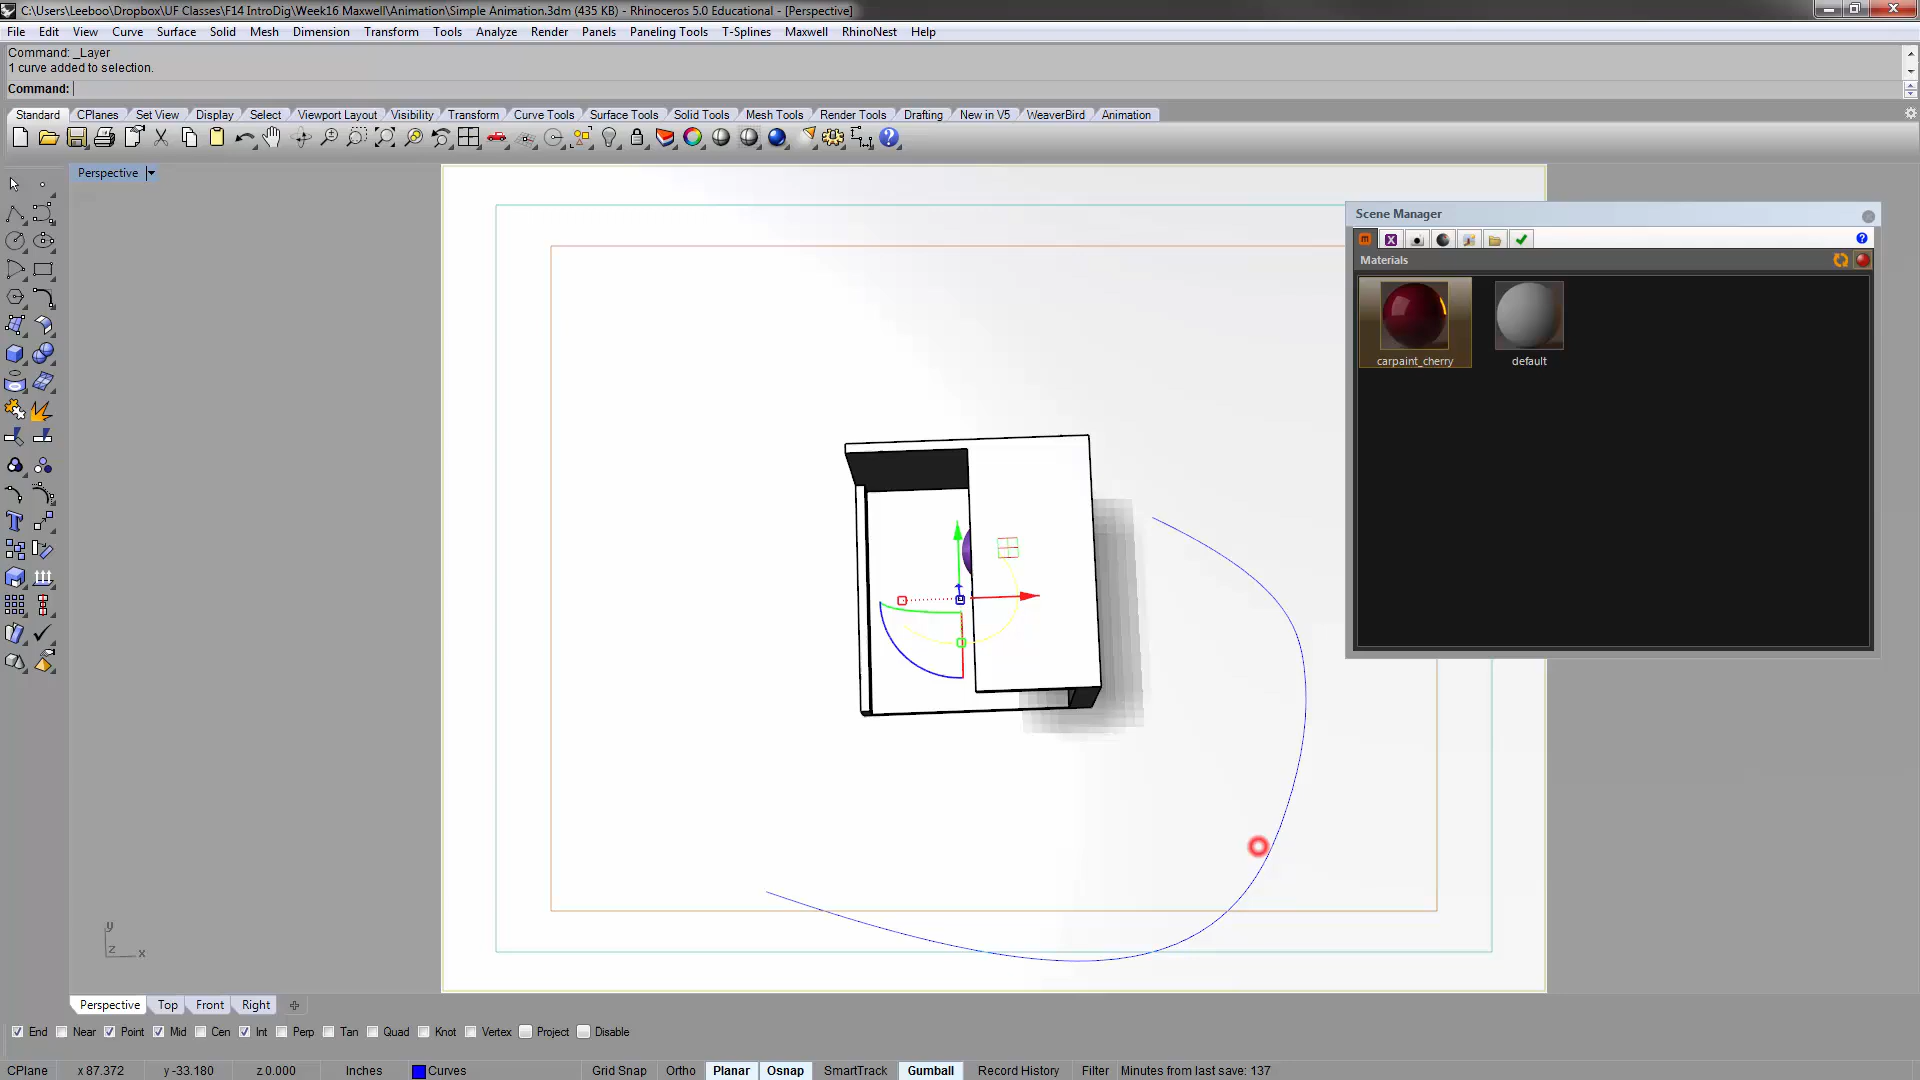 C:\Users\Leeboo\Dropbox\UF Classes\F14 IntroDig\Week16 Maxwell\Animation\Simple Animation.3dm (435 KB) - Rhinoceros 5.0 Educational - [Perspective]
File Edit View Curve Surface Solid Mesh Dimension Transform Tools Analyze Render Panels Paneling Tools T-Splines Maxwell RhinoNest Help
Command: _Layer
1 curve added to selection.
Command:
Standard CPlanes Set View Display Select Viewport Layout Visibility Transform Curve Tools Surface Tools Solid Tools Mesh Tools Render Tools Drafting New in V5 WeaverBird Animation
Perspective
Scene Manager
Materials
carpaint_cherry default
y
z x
Perspective Top Front Right
End Near Point Mid Cen Int Perp Tan Quad Knot Vertex Project Disable
CPlane x 87.372 y -33.180 z 0.000 Inches Curves Grid Snap Ortho Planar Osnap SmartTrack Gumball Record History Filter Minutes from last save: 137